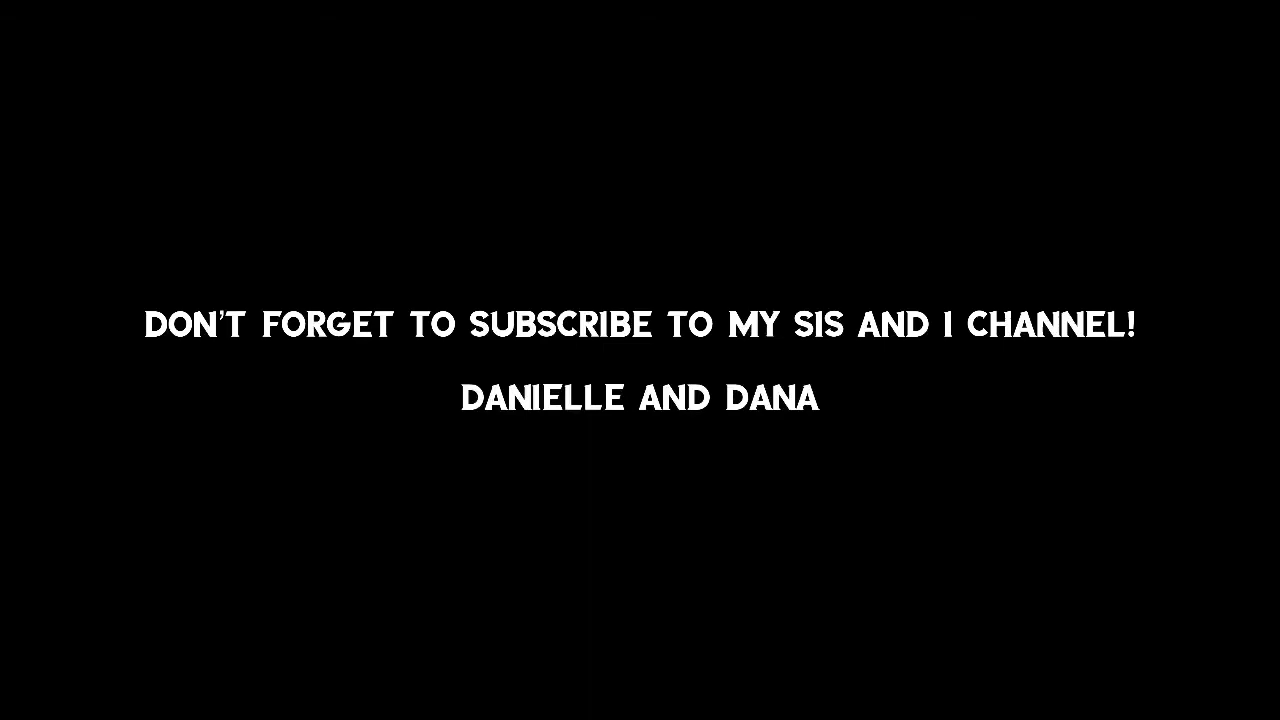 DON'T FORGET TO SUBSCRIBE TO MY SIS AND I CHANNEL!
DANIELLE AND DANA